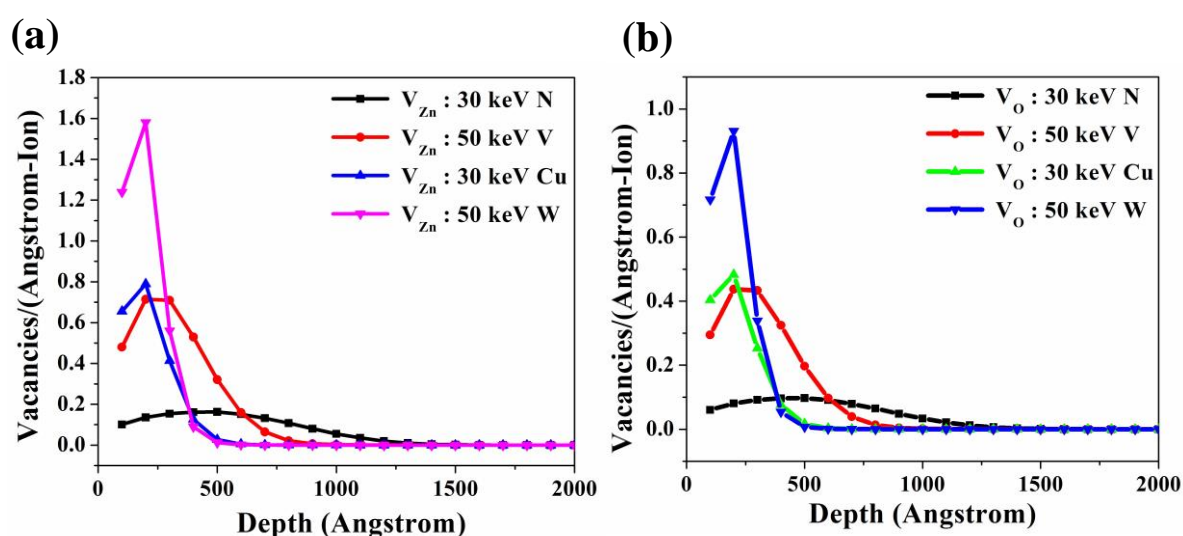 (a)
V_Zn : 30 keV N
V_Zn : 50 keV V
V_Zn : 30 keV Cu
V_Zn : 50 keV W
Vacancies/(Angstrom-Ion)
1.8
1.6
1.4
1.2
1.0
0.8
0.6
0.4
0.2
0.0
0 500 1000 1500 2000
Depth (Angstrom)
(b)
V_O : 30 keV N
V_O : 50 keV V
V_O : 30 keV Cu
V_O : 50 keV W
Vacancies/(Angstrom-Ion)
1.0
0.8
0.6
0.4
0.2
0.0
0 500 1000 1500 2000
Depth (Angstrom)